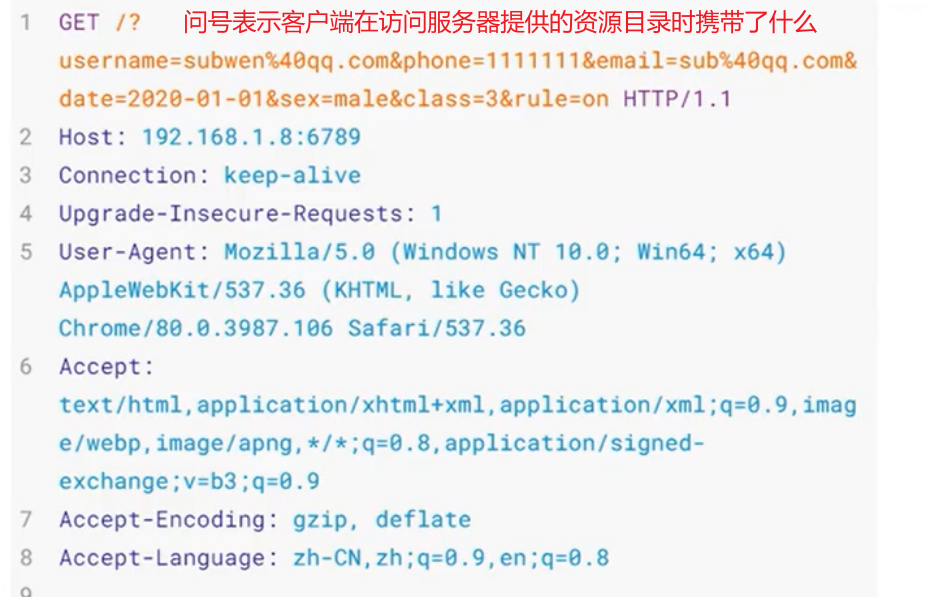 1 GET /? 问号表示客户端在访问服务器提供的资源目录时携带了什么
username=subwen%40qq.com&phone=1111111&email=sub%40qq.com&
date=2020-01-01&sex=male&class=3&rule=on HTTP/1.1
2 Host: 192.168.1.8:6789
3 Connection: keep-alive
4 Upgrade-Insecure-Requests: 1
5 User-Agent: Mozilla/5.0 (Windows NT 10.0; Win64; x64)
AppleWebKit/537.36 (KHTML, like Gecko)
Chrome/80.0.3987.106 Safari/537.36
6 Accept:
text/html,application/xhtml+xml,application/xml;q=0.9,imag
e/webp,image/apng,*/*;q=0.8,application/signed-
exchange;v=b3;q=0.9
7 Accept-Encoding: gzip, deflate
8 Accept-Language: zh-CN,zh;q=0.9,en;q=0.8
9